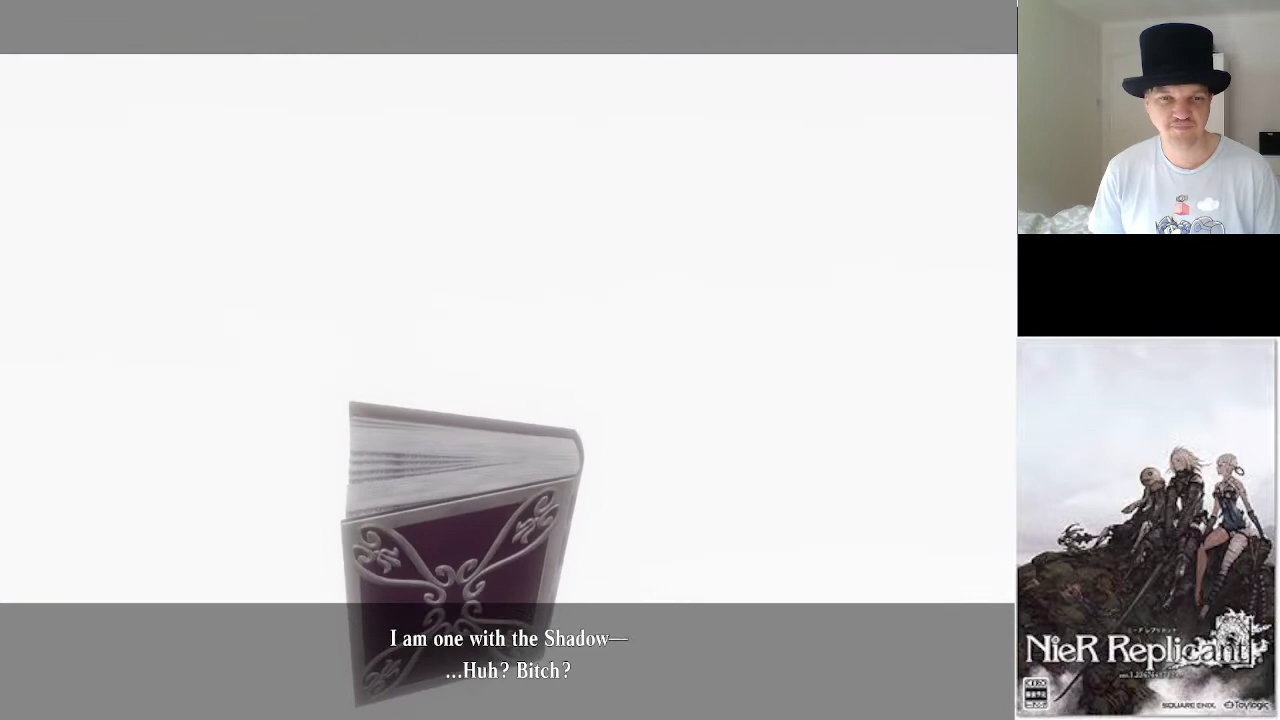 I am one with the Shadow—
...Huh? Bitch?
NieR Replicant
SQUARE ENIX.
Toylogic